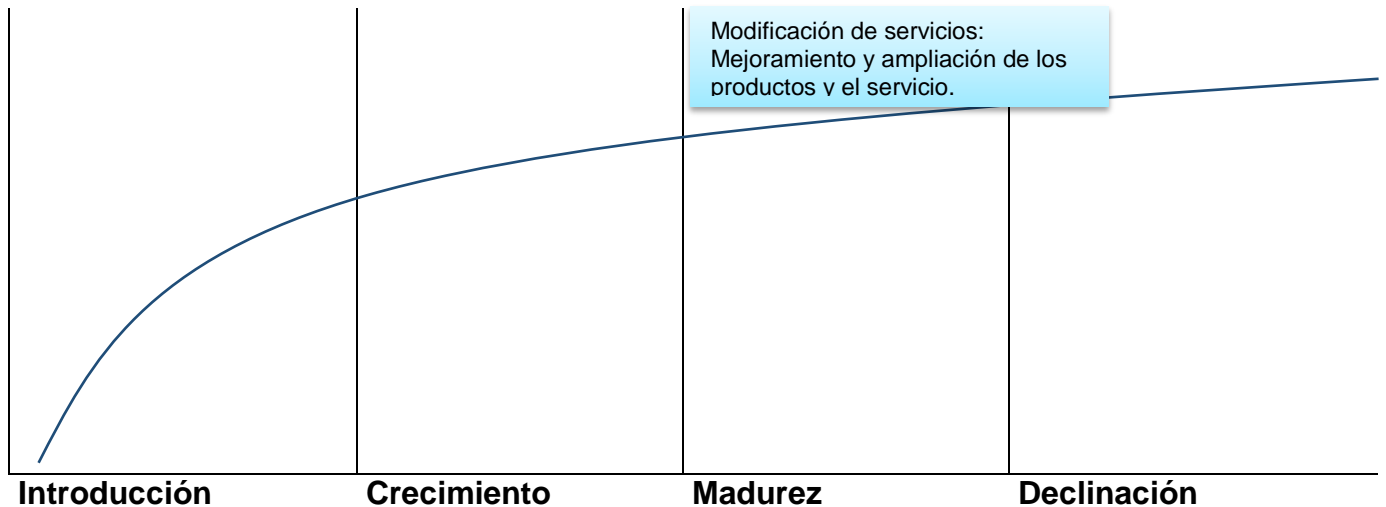 Modificación de servicios:
Mejoramiento y ampliación de los
productos y el servicio.
Introducción
Crecimiento
Madurez
Declinación